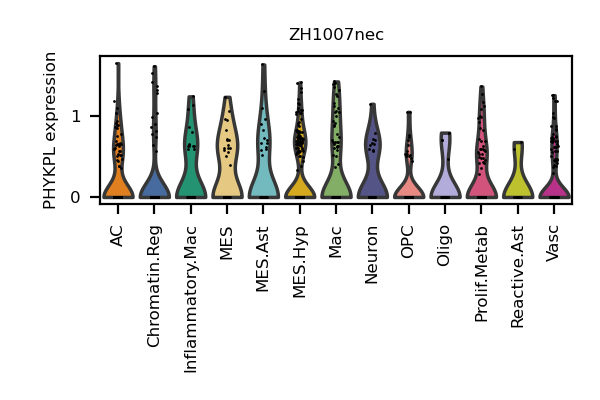 ZH1007nec
PHYKPL expression
1
0
AC
Chromatin.Reg
Inflammatory.Mac
MES
MES.Ast
MES.Hyp
Mac
Neuron
OPC
Oligo
Prolif.Metab
Reactive.Ast
Vasc